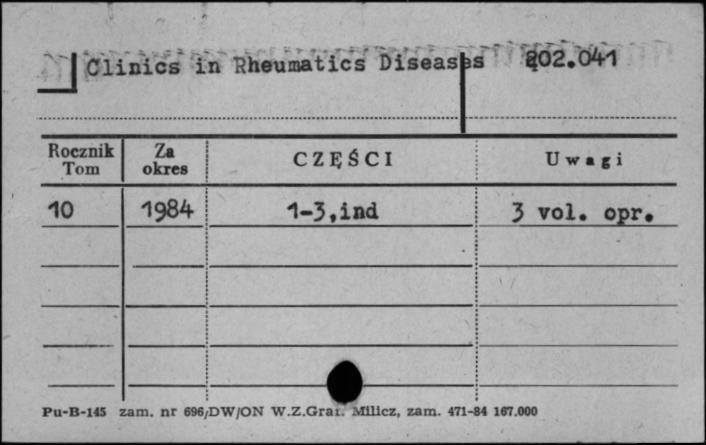 Clinics in Rheumatics Diseases 202.041
Rocznik Tom Za okres CZĘŚCI Uwagi
10 1984 1-3,ind 3 vol. opr.
Pu-B-145 zam. nr 696/DW/ON W.Z.Graf. Milicz, zam. 471-84 167.000